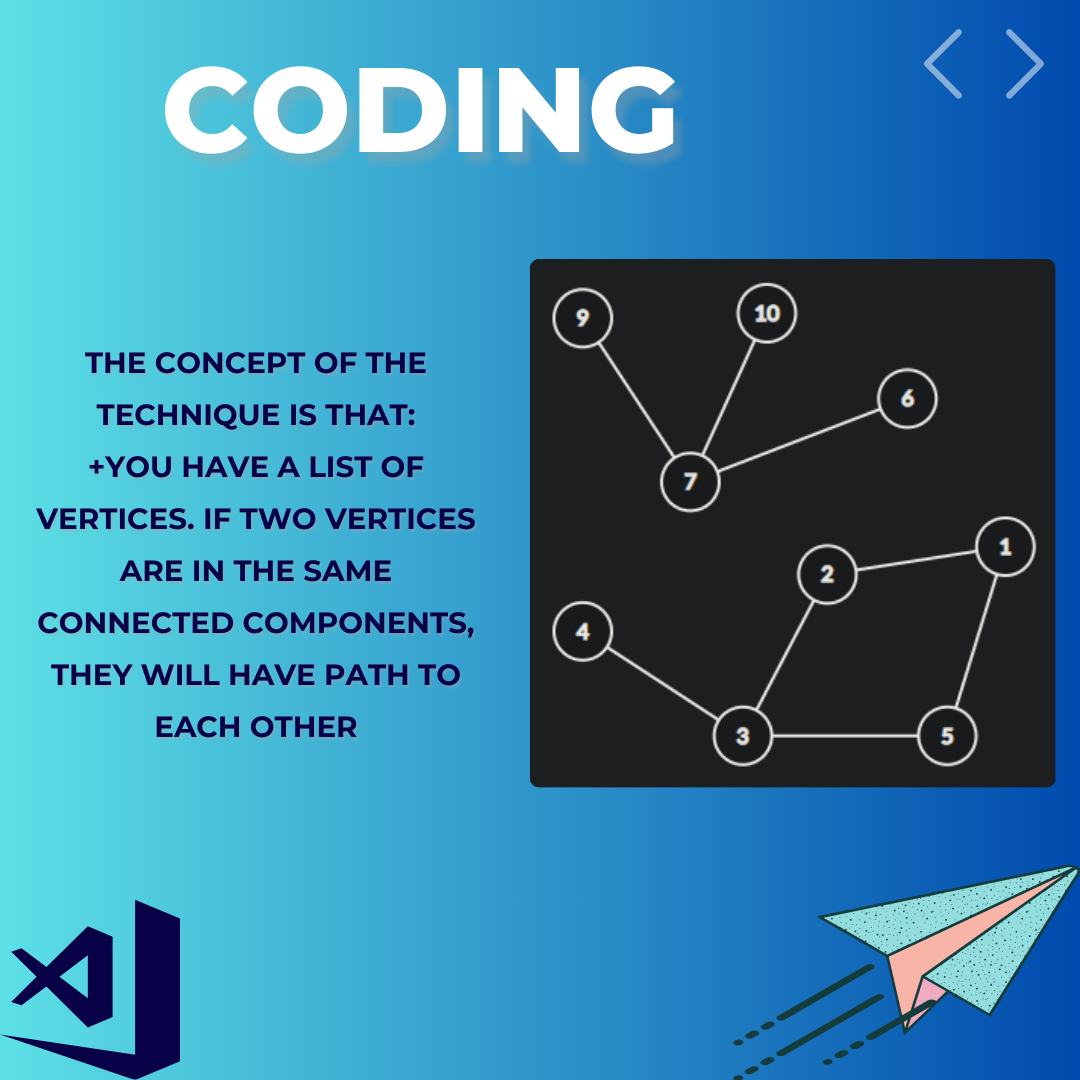 CODING
THE CONCEPT OF THE
TECHNIQUE IS THAT:
+YOU HAVE A LIST OF
VERTICES. IF TWO VERTICES
ARE IN THE SAME
CONNECTED COMPONENTS,
THEY WILL HAVE PATH TO
EACH OTHER
9
10
6
7
1
2
4
3
5